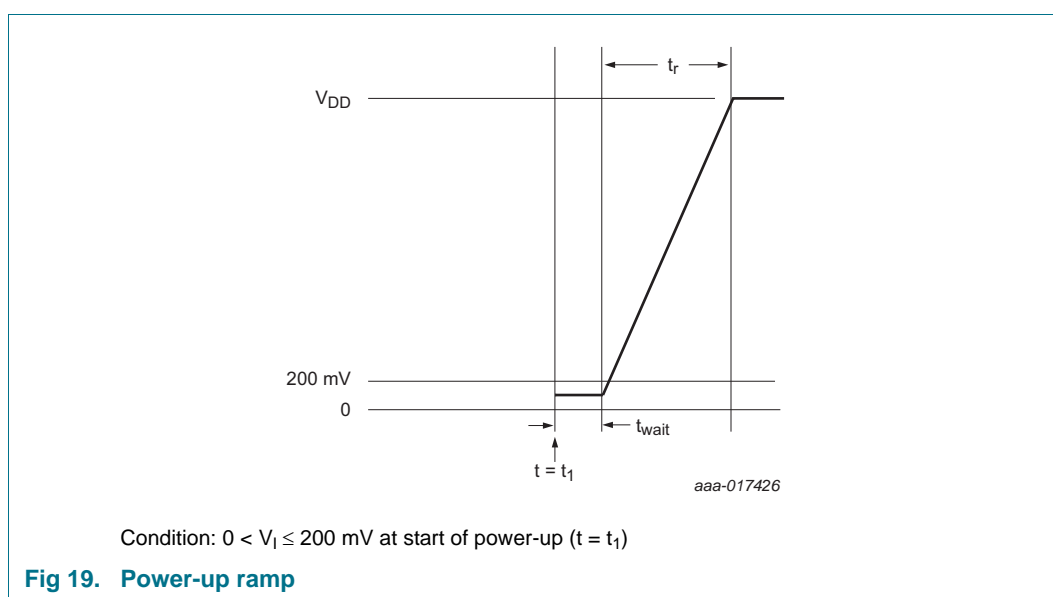 t_r
V_DD
200 mV
0
t_wait
t = t_1
aaa-017426
Condition: 0 < V_I ≤ 200 mV at start of power-up (t = t_1)
Fig 19. Power-up ramp